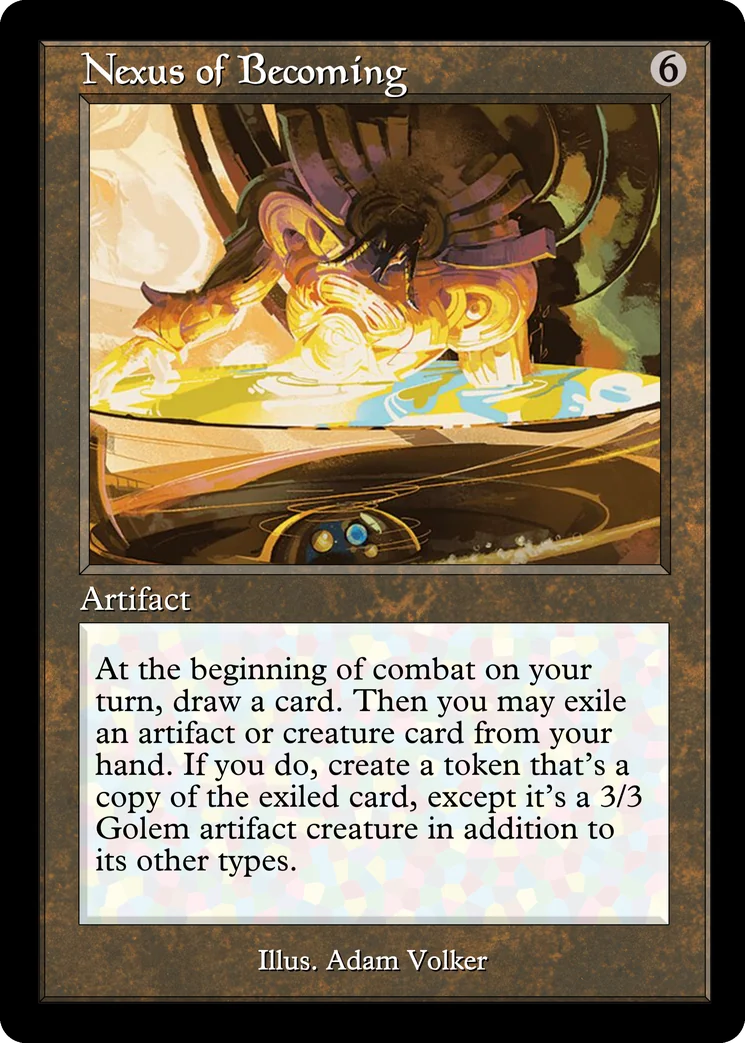 Nexus of Becoming 6
Artifact
At the beginning of combat on your
turn, draw a card. Then you may exile
an artifact or creature card from your
hand. If you do, create a token that's a
copy of the exiled card, except it's a 3/3
Golem artifact creature in addition to
its other types.
Illus. Adam Volker